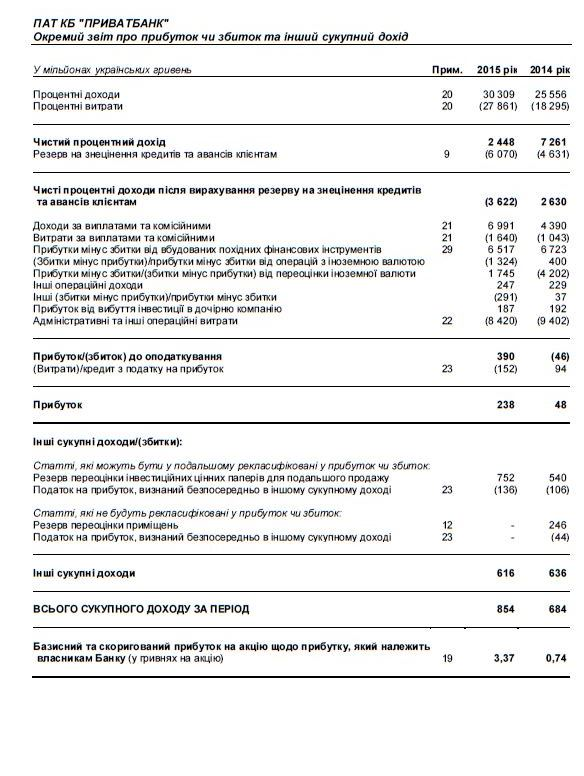 ПАТ КБ "ПРИВАТБАНК"
Окремий звіт про прибуток чи збиток та інший сукупний дохід
У мільйонах українських гривень Прим. 2015 рік 2014 рік
Процентні доходи 20 30 309 25 556
Процентні витрати 20 (27 861) (18 295)
Чистий процентний дохід 2 448 7 261
Резерв на знецінення кредитів та авансів клієнтам 9 (6 070) (4 631)
Чисті процентні доходи після вирахування резерву на знецінення кредитів
та авансів клієнтам (3 622) 2 630
Доходи за виплатами та комісійними 21 6 991 4 390
Витрати за виплатами та комісійними 21 (1 640) (1 043)
Прибутки мінус збитки від вбудованих похідних фінансових інструментів 29 6 517 6 723
(Збитки мінус прибутки)/прибутки мінус збитки від операцій з іноземною валютою (1 324) 400
Прибутки мінус збитки/(збитки мінус прибутки) від переоцінки іноземної валюти 1 745 (4 202)
Інші операційні доходи 247 229
Інші (збитки мінус прибутки)/прибутки мінус збитки (291) 37
Прибуток від вибуття інвестиції в дочірню компанію 187 192
Адміністративні та інші операційні витрати 22 (8 420) (9 402)
Прибуток/(збиток) до оподаткування 390 (46)
(Витрати)/кредит з податку на прибуток 23 (152) 94
Прибуток 238 48
Інші сукупні доходи/(збитки):
Статті, які можуть бути у подальшому рекласифіковані у прибуток чи збиток:
Резерв переоцінки інвестиційних цінних паперів для подальшого продажу 752 540
Податок на прибуток, визнаний безпосередньо в іншому сукупному доході 23 (136) (106)
Статті, які не будуть рекласифіковані у прибуток чи збиток:
Резерв переоцінки приміщень 12 - 246
Податок на прибуток, визнаний безпосередньо в іншому сукупному доході 23 - (44)
Інші сукупні доходи 616 636
ВСЬОГО СУКУПНОГО ДОХОДУ ЗА ПЕРІОД 854 684
Базисний та скоригований прибуток на акцію щодо прибутку, який належить
власникам Банку (у гривнях на акцію) 19 3,37 0,74